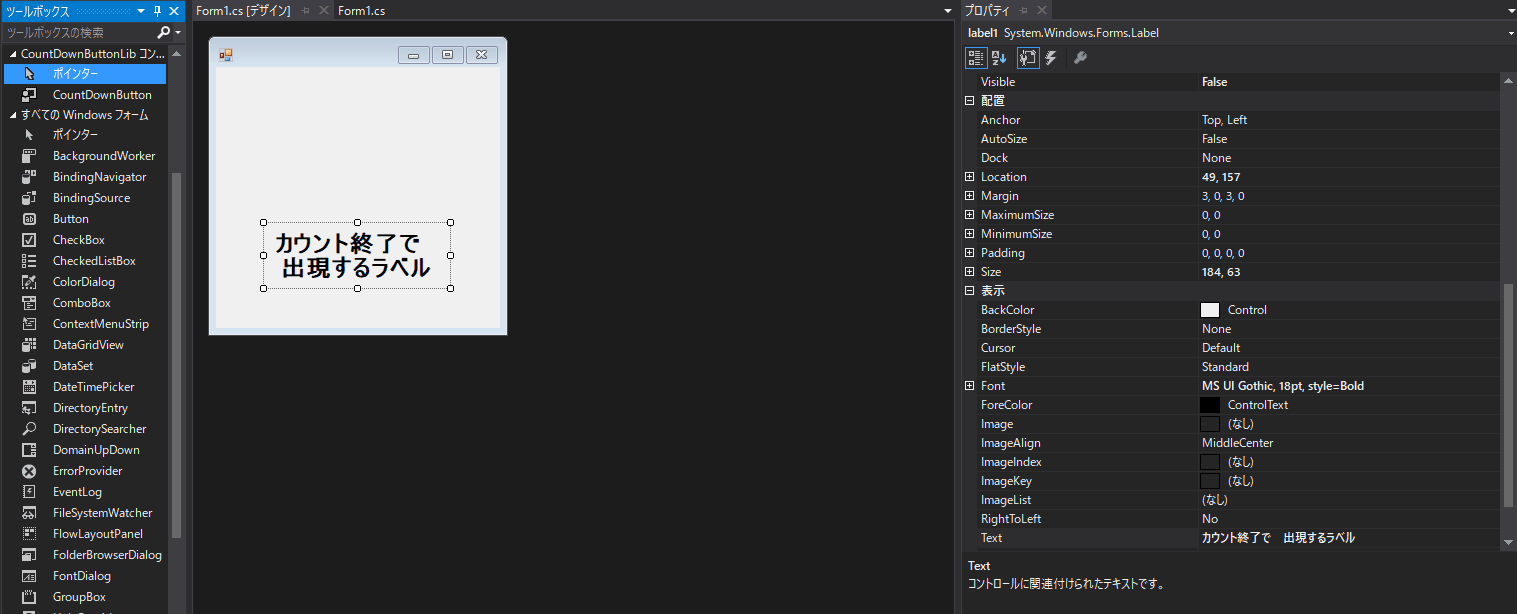 ツールボックス
ツールボックスの検索
CountDownButtonLib コン...
ポインター
CountDownButton
すべての Windows フォーム
ポインター
BackgroundWorker
BindingNavigator
BindingSource
Button
CheckBox
CheckedListBox
ColorDialog
ComboBox
ContextMenuStrip
DataGridView
DataSet
DateTimePicker
DirectoryEntry
DirectorySearcher
DomainUpDown
ErrorProvider
EventLog
FileSystemWatcher
FlowLayoutPanel
FolderBrowserDialog
FontDialog
GroupBox
Form1.cs [デザイン]
Form1.cs
カウント終了で
出現するラベル
プロパティ
label1 System.Windows.Forms.Label
Visible False
配置
Anchor Top, Left
AutoSize False
Dock None
Location 49, 157
Margin 3, 0, 3, 0
MaximumSize 0, 0
MinimumSize 0, 0
Padding 0, 0, 0, 0
Size 184, 63
表示
BackColor Control
BorderStyle None
Cursor Default
FlatStyle Standard
Font MS UI Gothic, 18pt, style=Bold
ForeColor ControlText
Image (なし)
ImageAlign MiddleCenter
ImageIndex (なし)
ImageKey (なし)
ImageList (なし)
RightToLeft No
Text カウント終了で　出現するラベル
Text
コントロールに関連付けられたテキストです。